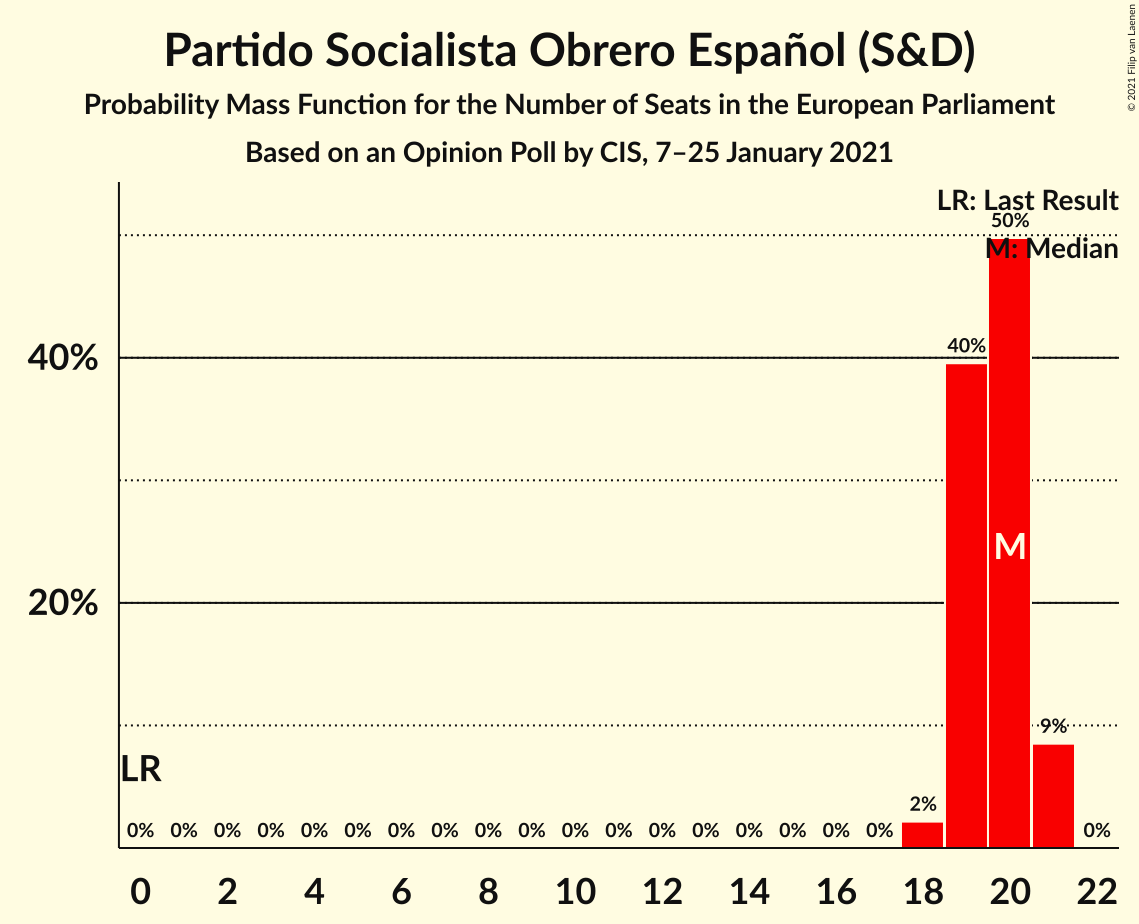 Partido Socialista Obrero Español (S&D)
Probability Mass Function for the Number of Seats in the European Parliament
Based on an Opinion Poll by CIS, 7–25 January 2021
© 2021 Filip van Laenen
LR: Last Result
50%
M: Median
40%
40%
M
20%
9%
LR
2%
0% 0% 0% 0% 0% 0% 0% 0% 0% 0% 0% 0% 0% 0% 0% 0% 0% 0% 0%
0 2 4 6 8 10 12 14 16 18 20 22